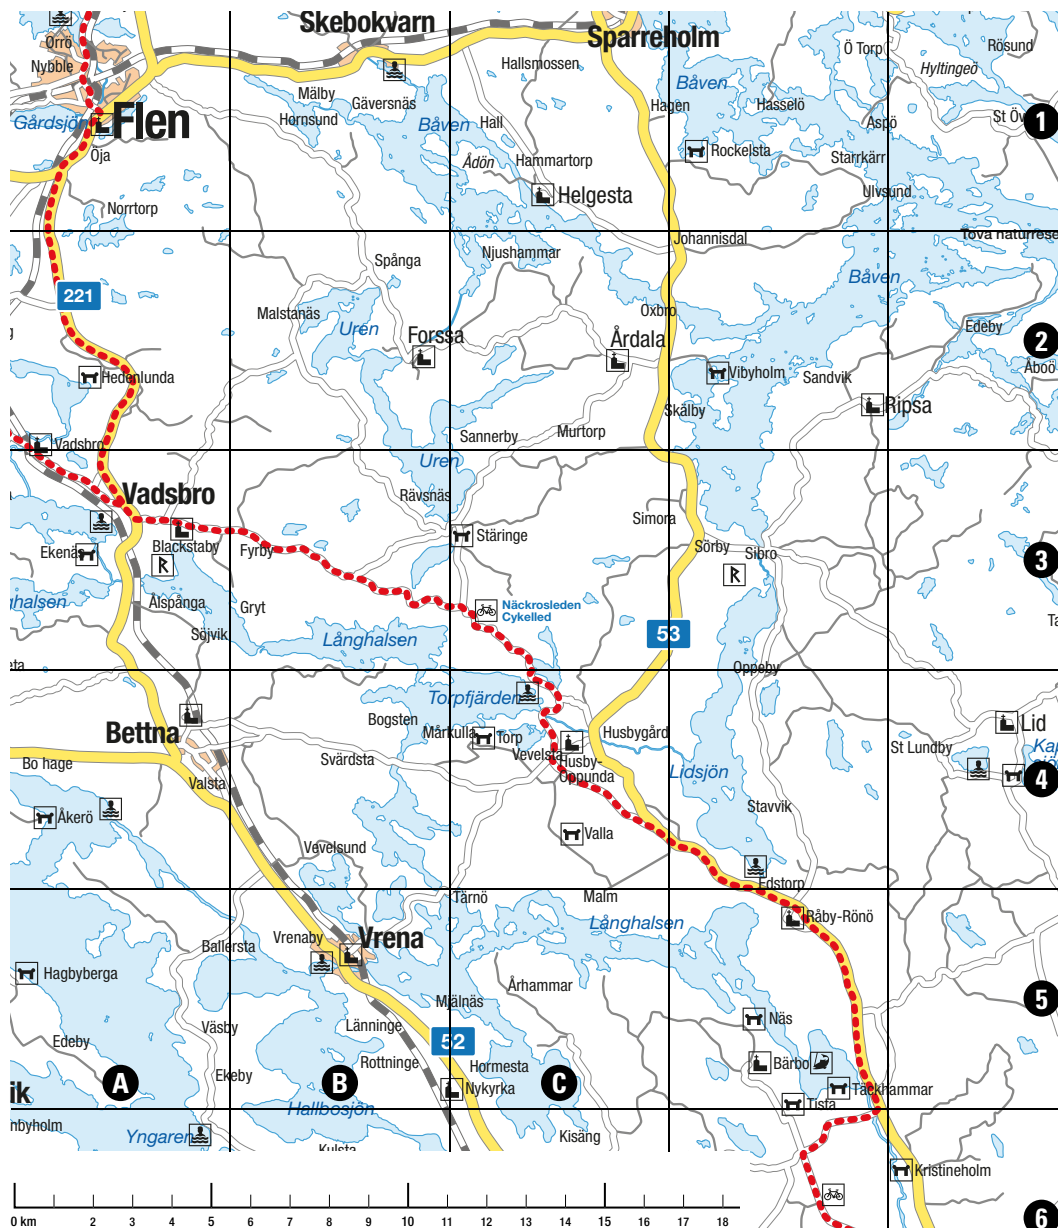 Skebokvarn
Sparreholm
Orrö
Nybble
Ö Torp
Rösund
Hallsmossen
Hyltingeö
Mälby
Gäversnäs
Båven
Hagen
Hasselö
Gårdsjön
Flen
Hornsund
Båven
Hall
Aspö
1
Öja
Ådön
Hammartorp
Rockelsta
Starrkärr
Norrtorp
Helgesta
Ulvsund
Johannisdal
Njushammar
Spånga
Båven
221
Malstanäs
Uren
Oxbro
Edeby
Forssa
Årdala
2
Åboö
Hedenlunda
Vibyholm
Sandvik
Ripsa
Skälby
Vadsbro
Sannerby
Murtorp
Uren
Vadsbro
Rävsnäs
Simora
Stäringe
Blackstaby
Fyrby
Sörby
Sibro
Ekenäs
3
Ålspånga
Gryt
Näckrosleden
Cykelled
Söjvik
Långhalsen
53
Oppeby
Torpfjärden
Bogsten
Bettna
Mårkulla
Torp
Husbygård
Lid
St Lundby
Svärdsta
Vevelsta
Husby-
Oppunda
Lidsjön
4
Bo hage
Valsta
Åkerö
Stavvik
Valla
Vevelsund
Edstorp
Tärnö
Malm
Långhalsen
Råby-Rönö
Vrenaby
Vrena
Ballersta
Hagbyberga
Århammar
Mjälnäs
5
Näs
Väsby
Länninge
Edeby
52
Rottninge
Hormesta
Bärbo
Ekeby
A
B
C
Nykyrka
Täckhammar
Tista
Hallbosjön
Yngaren
Kisäng
Kristineholm
0 km
2
3
4
5
6
7
8
9
10
11
12
13
14
15
16
17
18
6